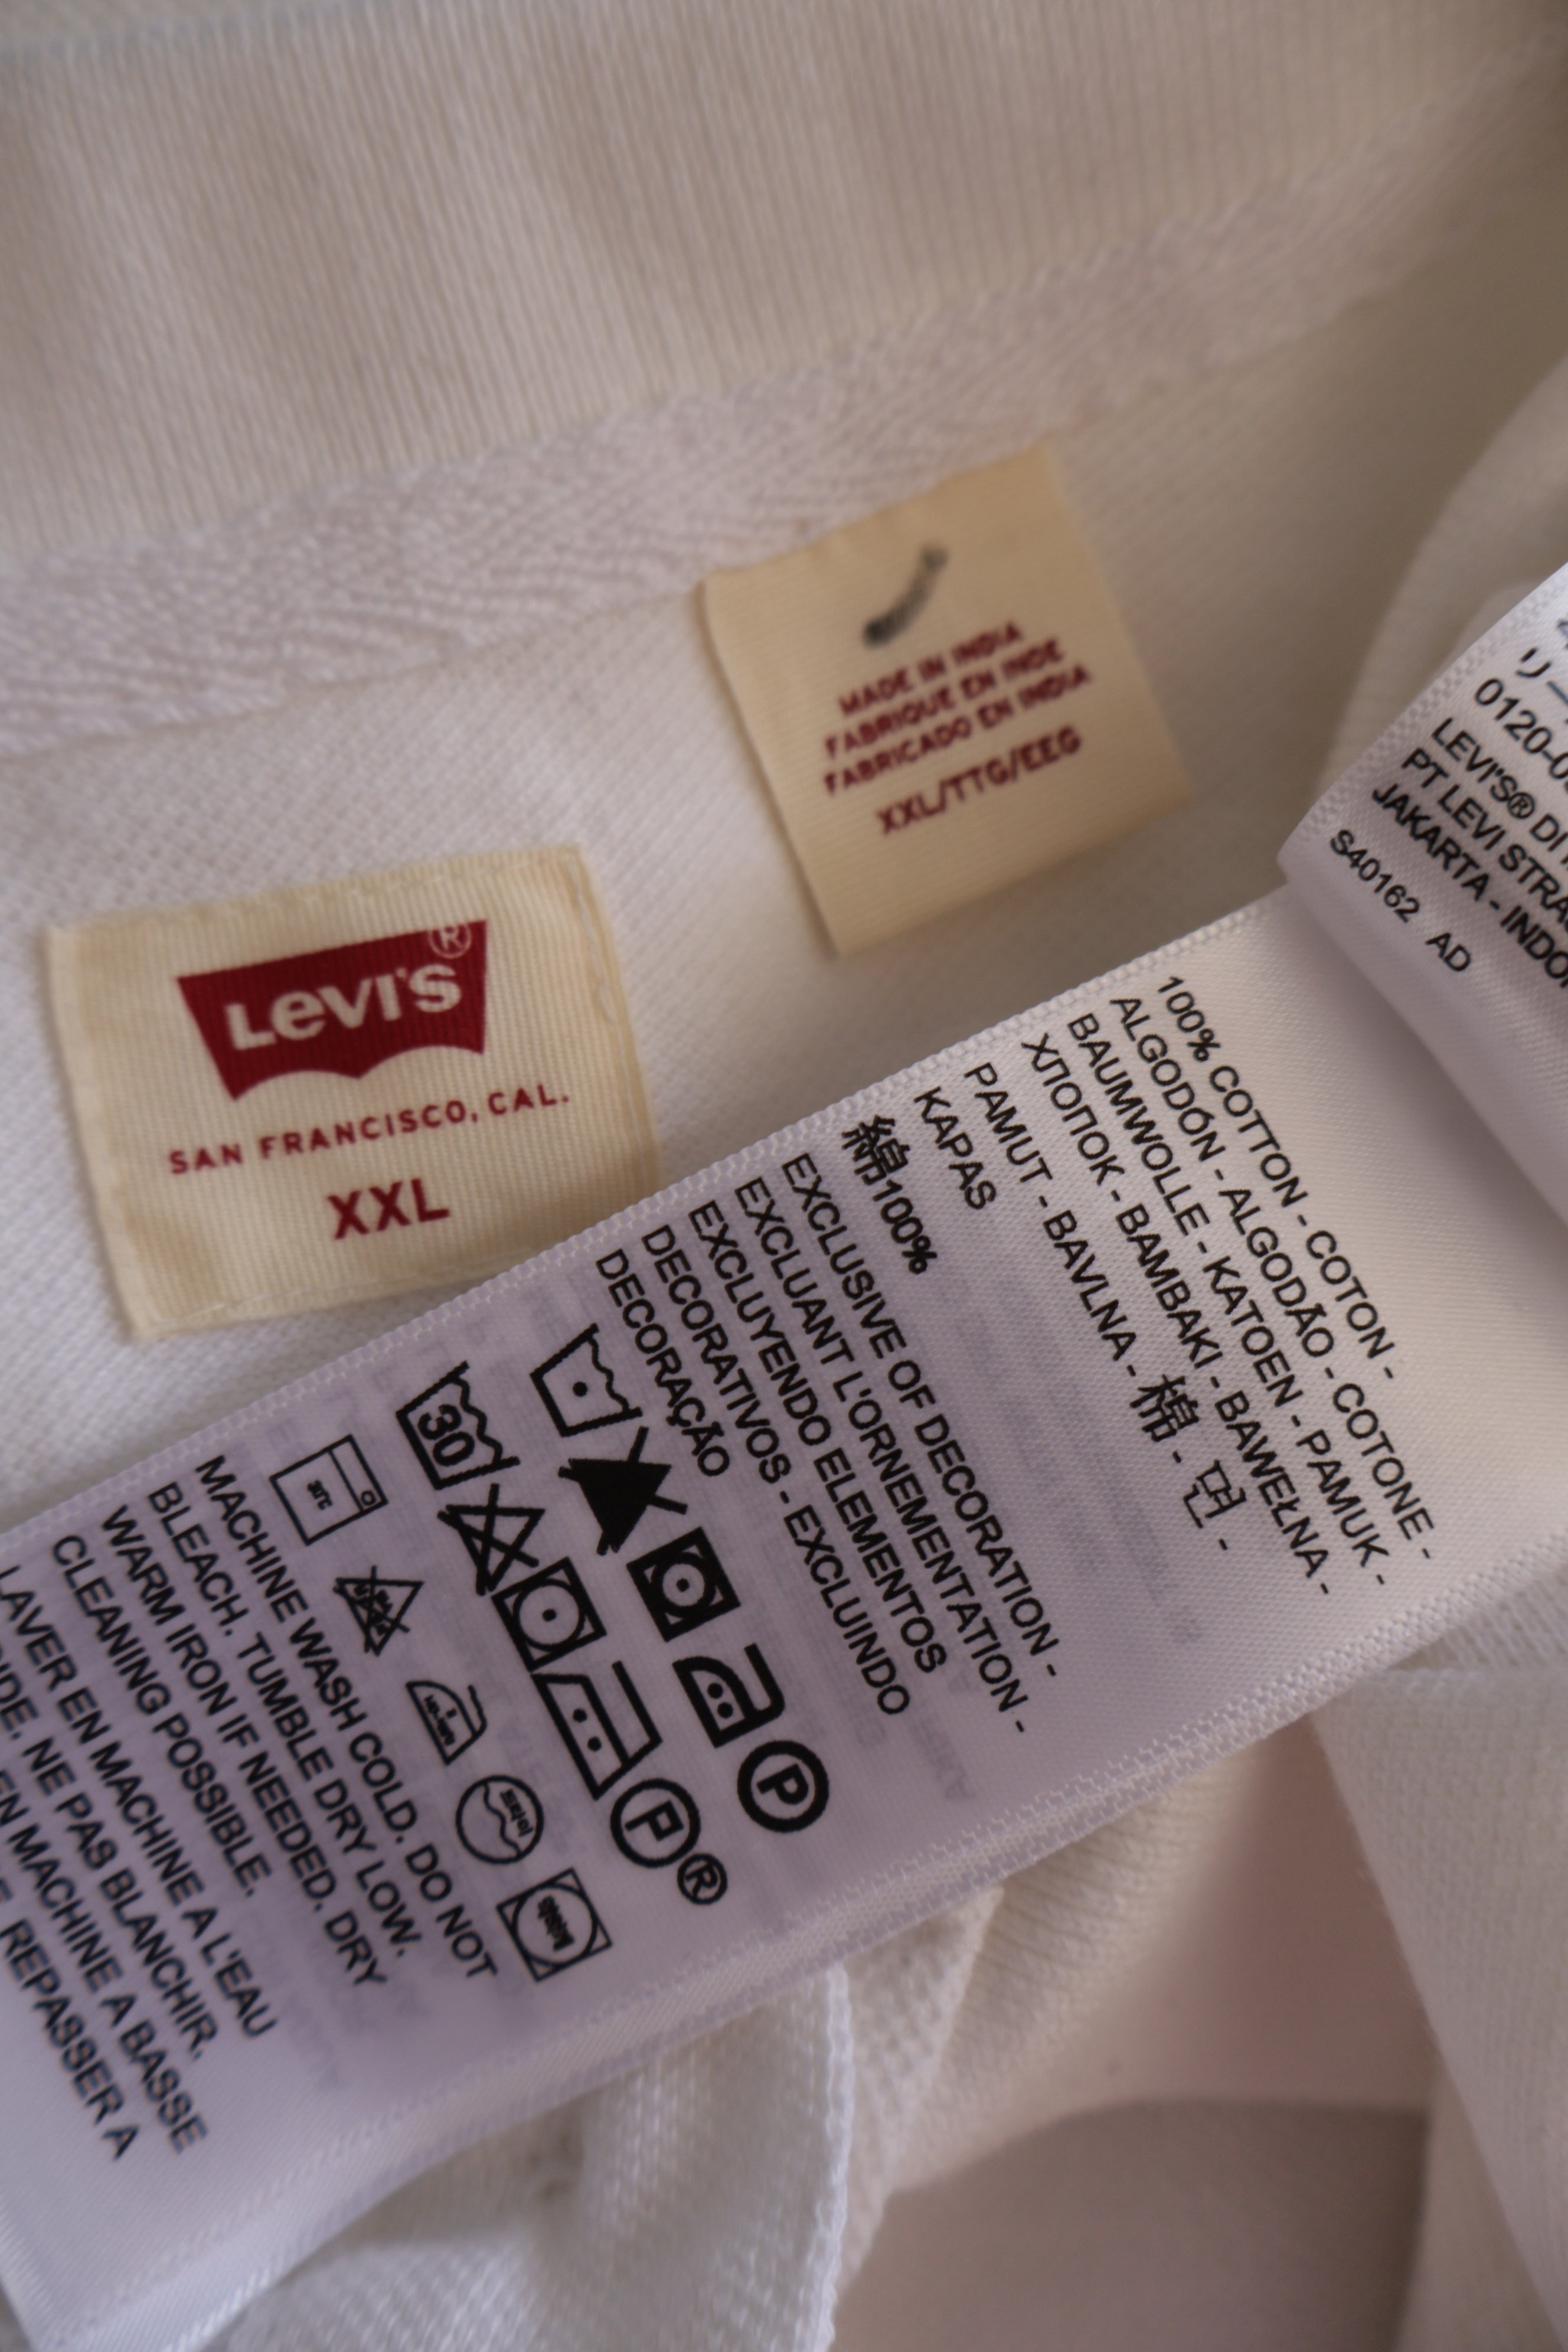 LEVI'S®
SAN FRANCISCO, CAL.
XXL
MADE IN INDIA
FABRIQUE EN INDE
FABRICADO EN INDIA
XXL/TTG/EEG
0120-0
LEVI'S® DI
PT LEVI STRA
JAKARTA - INDO
S40162 AD
100% COTTON - COTON -
ALGODÓN - ALGODÃO - COTONE -
BAUMWOLLE - KATOEN - PAMUK -
ХЛОПОК - BAMBAKI - BAWEŁNA -
PAMUT - BAVLNA - 棉 - 면 -
KAPAS
綿100%
EXCLUSIVE OF DECORATION -
EXCLUANT L'ORNEMENTATION -
EXCLUYENDO ELEMENTOS
DECORATIVOS - EXCLUINDO
DECORAÇÃO
P
30
P ®
MACHINE WASH COLD. DO NOT
BLEACH. TUMBLE DRY LOW.
WARM IRON IF NEEDED. DRY
CLEANING POSSIBLE.
LAVER EN MACHINE A L'EAU
NE PAS BLANCHIR.
EN MACHINE A BASSE
REPASSER A